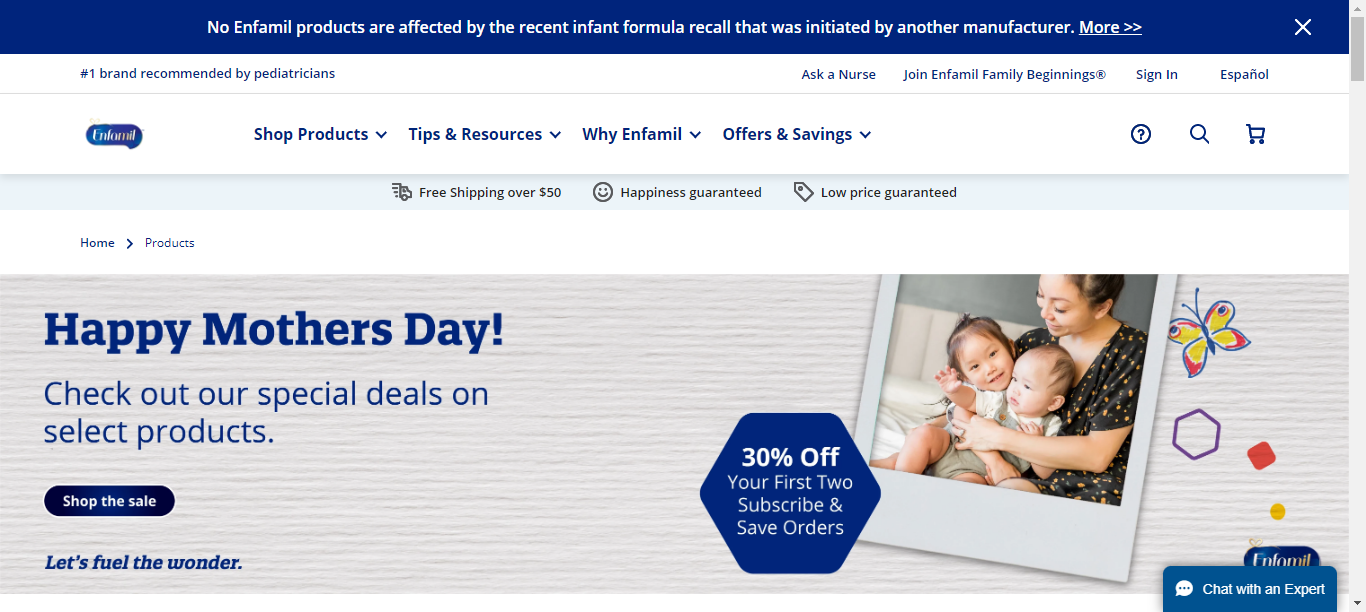 No Enfamil products are affected by the recent infant formula recall that was initiated by another manufacturer. More >>
#1 brand recommended by pediatricians
Ask a Nurse
Join Enfamil Family Beginnings®
Sign In
Español
Enfamil
Shop Products
Tips & Resources
Why Enfamil
Offers & Savings
Free Shipping over $50
Happiness guaranteed
Low price guaranteed
Home
Products
Happy Mothers Day!
Check out our special deals on
select products.
Shop the sale
Let's fuel the wonder.
30% Off
Your First Two
Subscribe &
Save Orders
Enfamil
Chat with an Expert